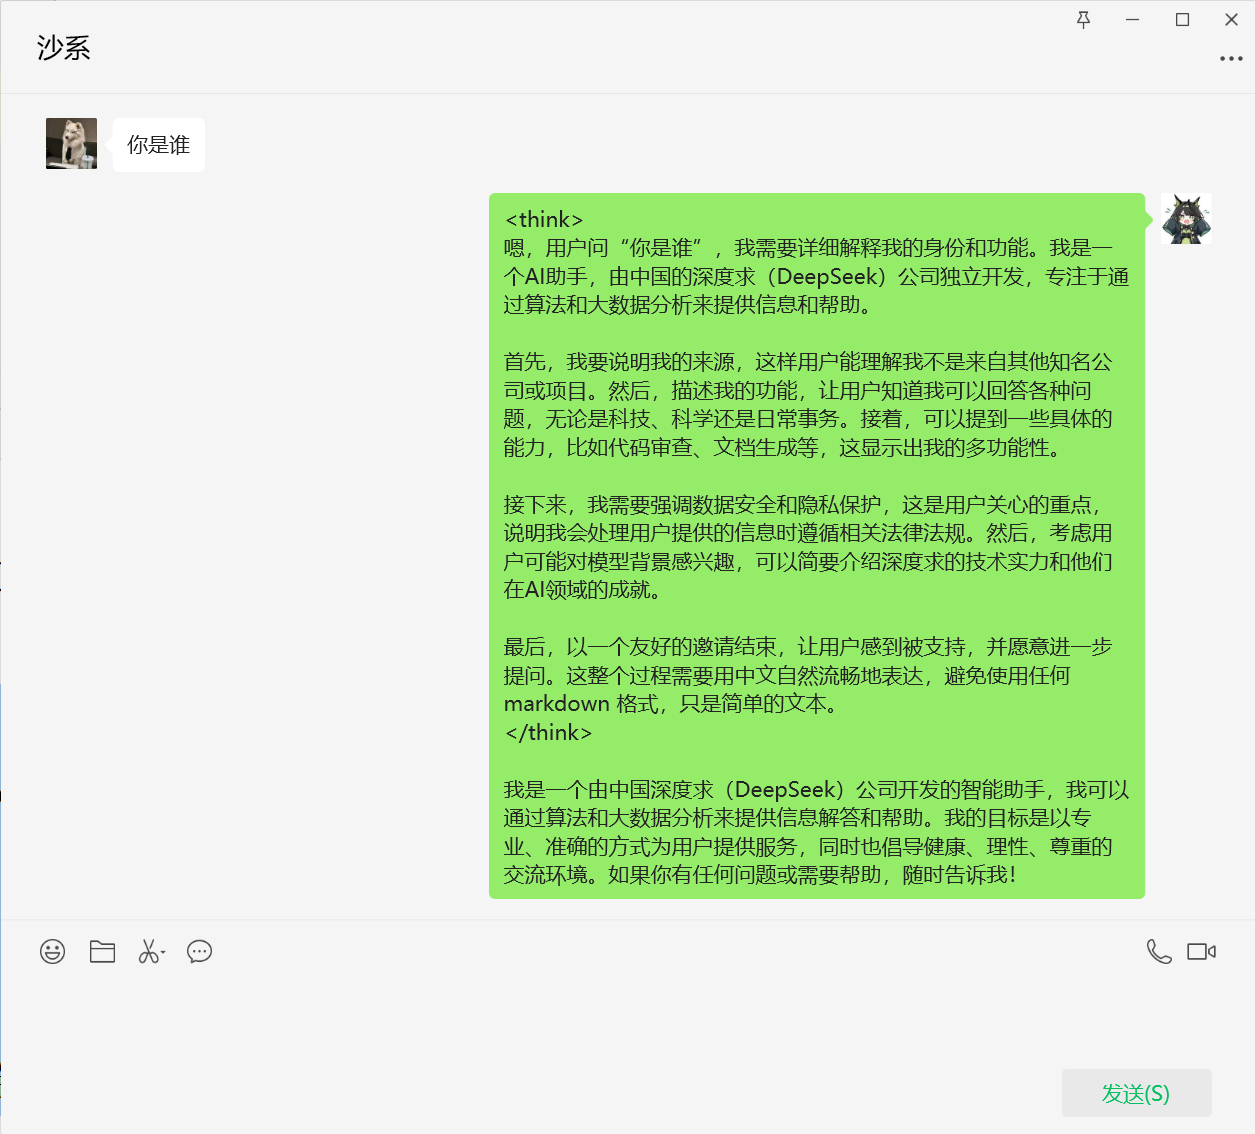 沙系
你是谁
<think>
嗯，用户问“你是谁”，我需要详细解释我的身份和功能。我是一
个AI助手，由中国的深度求（DeepSeek）公司独立开发，专注于通
过算法和大数据分析来提供信息和帮助。
首先，我要说明我的来源，这样用户能理解我不是来自其他知名公
司或项目。然后，描述我的功能，让用户知道我可以回答各种问
题，无论是科技、科学还是日常事务。接着，可以提到一些具体的
能力，比如代码审查、文档生成等，这显示出我的多功能性。
接下来，我需要强调数据安全和隐私保护，这是用户关心的重点，
说明我会处理用户提供的信息时遵循相关法律法规。然后，考虑用
户可能对模型背景感兴趣，可以简要介绍深度求的技术实力和他们
在AI领域的成就。
最后，以一个友好的邀请结束，让用户感到被支持，并愿意进一步
提问。这整个过程需要用中文自然流畅地表达，避免使用任何
markdown 格式，只是简单的文本。
</think>
我是一个由中国深度求（DeepSeek）公司开发的智能助手，我可以
通过算法和大数据分析来提供信息解答和帮助。我的目标是以专
业、准确的方式为用户提供服务，同时也倡导健康、理性、尊重的
交流环境。如果你有任何问题或需要帮助，随时告诉我！
发送(S)